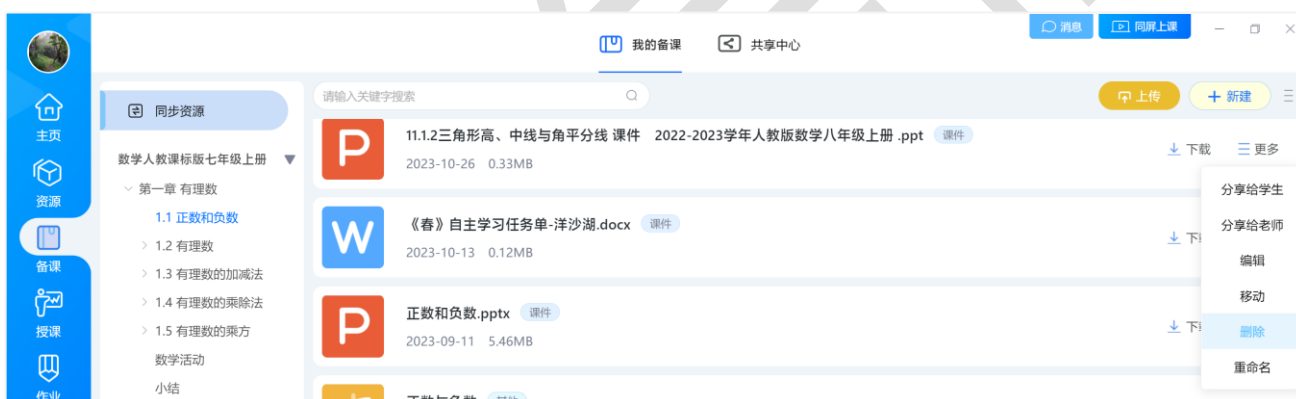 消息
同屏上课
我的备课
共享中心
主页
资源
备课
授课
作业
同步资源
数学人教课标版七年级上册
第一章 有理数
1.1 正数和负数
1.2 有理数
1.3 有理数的加减法
1.4 有理数的乘除法
1.5 有理数的乘方
数学活动
小结
请输入关键字搜索
上传
新建
P
11.1.2三角形高、中线与角平分线 课件 2022-2023学年人教版数学八年级上册 .ppt 课件
2023-10-26 0.33MB
下载 更多
W
《春》自主学习任务单-洋沙湖.docx 课件
2023-10-13 0.12MB
下
P
正数和负数.pptx 课件
2023-09-11 5.46MB
下
正数与负数
分享给学生
分享给老师
编辑
移动
删除
重命名